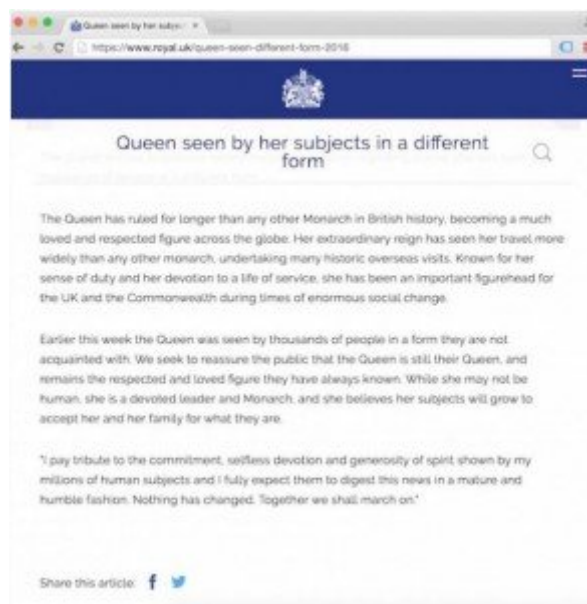 Queen seen by her subject
https://www.royal.uk/queen-seen-different-form-2016
Queen seen by her subjects in a different
form
The Queen has ruled for longer than any other Monarch in British history, becoming a much
loved and respected figure across the globe. Her extraordinary reign has seen her travel more
widely than any other monarch, undertaking many historic overseas visits. Known for her
sense of duty and her devotion to a life of service, she has been an important figurehead for
the UK and the Commonwealth during times of enormous social change.
Earlier this week the Queen was seen by thousands of people in a form they are not
acquainted with. We seek to reassure the public that the Queen is still their Queen, and
remains the respected and loved figure they have always known. While she may not be
human, she is a devoted leader and Monarch, and she believes her subjects will grow to
accept her and her family for what they are.
"I pay tribute to the commitment, selfless devotion and generosity of spirit shown by my
millions of human subjects and I fully expect them to digest this news in a mature and
humble fashion. Nothing has changed. Together we shall march on."
Share this article: